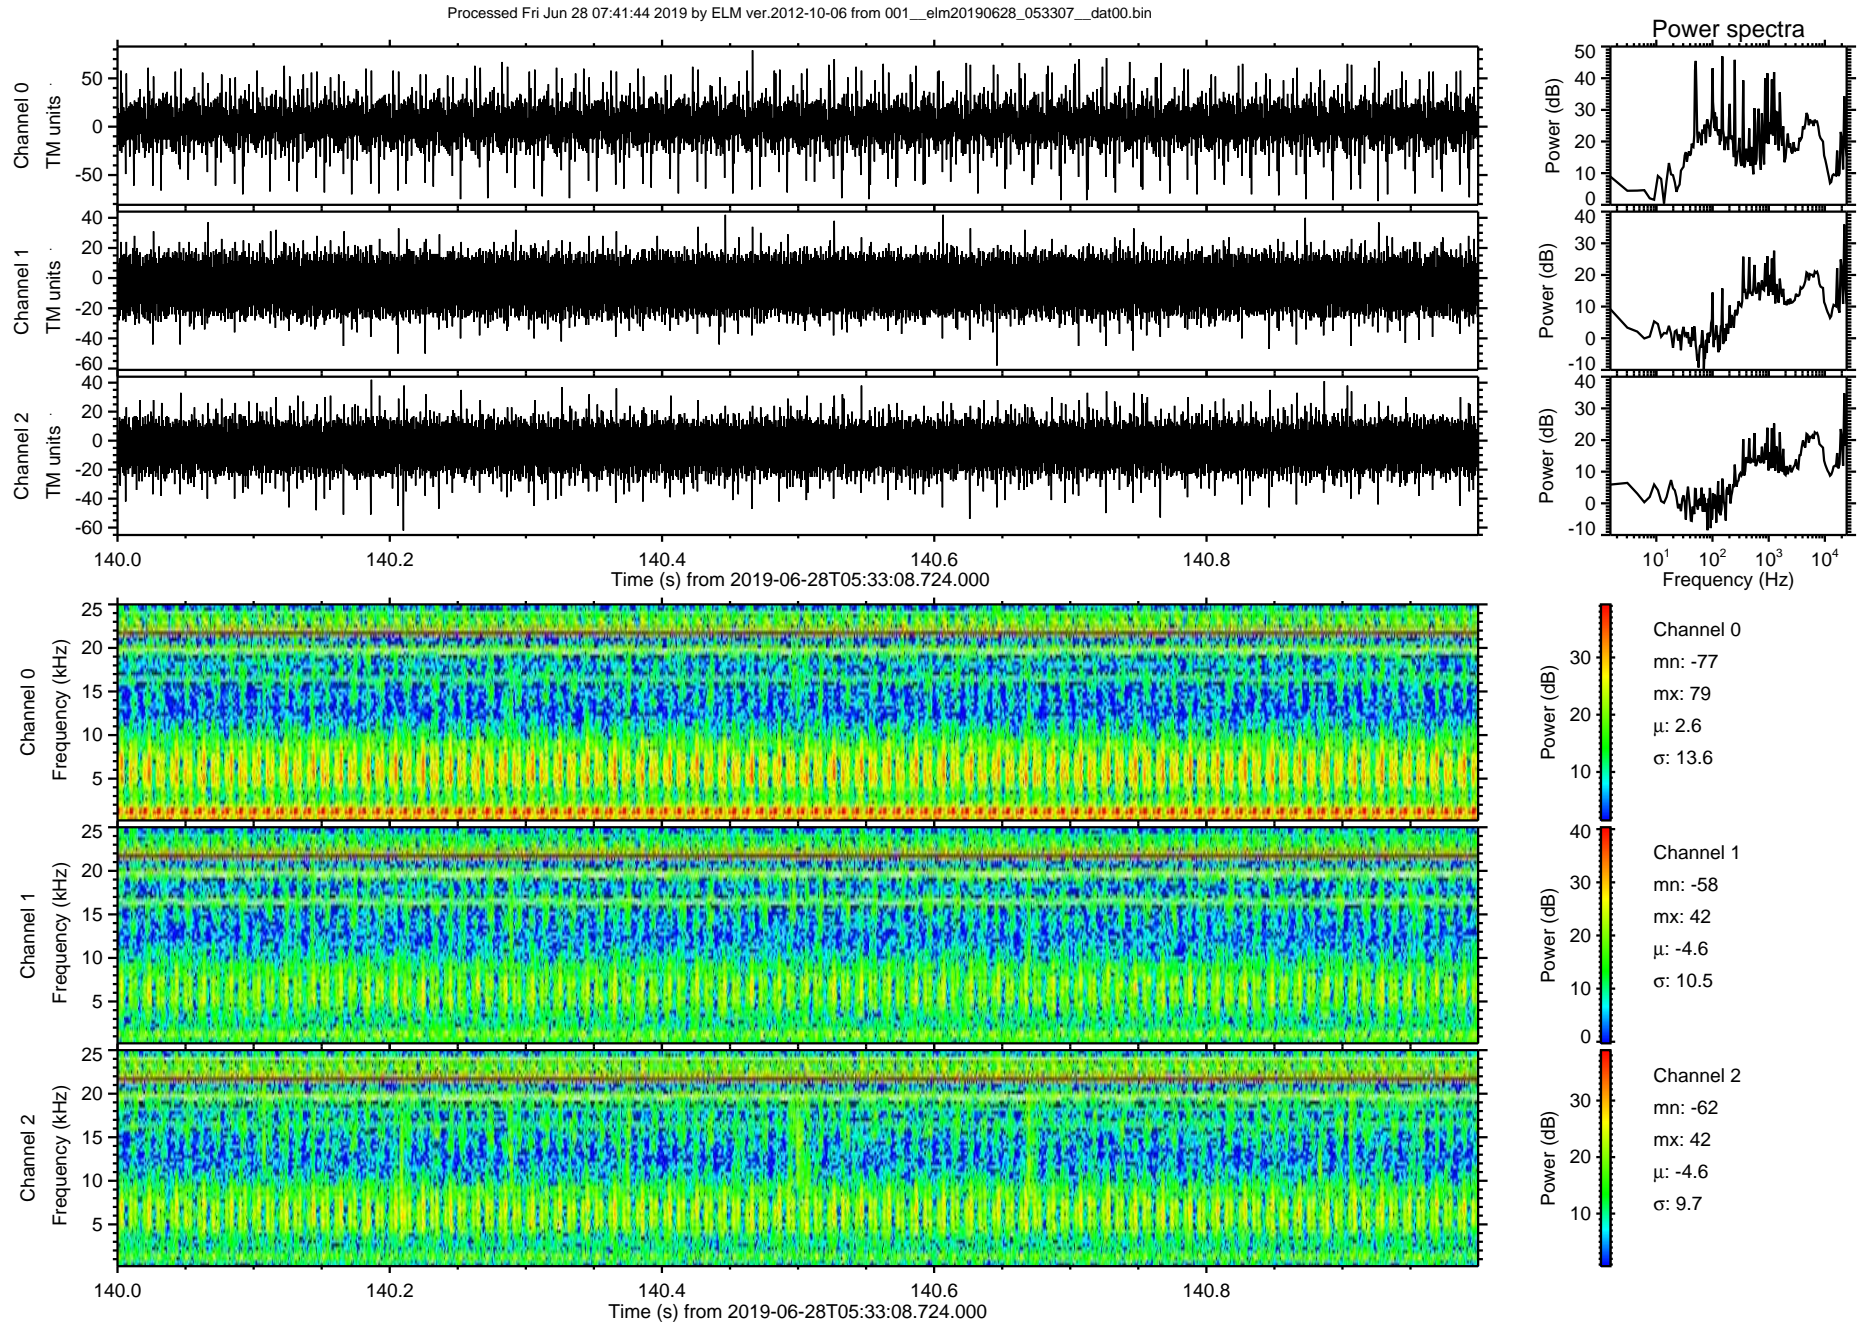 Processed Fri Jun 28 07:41:44 2019 by ELM ver.2012-10-06 from 001__elm20190628_053307__dat00.bin
Power spectra
Channel 0
TM units
50
0
-50
Power (dB)
50
40
30
20
10
0
Channel 1
TM units
40
20
0
-20
-40
-60
Power (dB)
40
30
20
10
0
-10
Channel 2
TM units
40
20
0
-20
-40
-60
Power (dB)
40
30
20
10
0
-10
140.0 140.2 140.4 140.6 140.8
Time (s) from 2019-06-28T05:33:08.724.000
10^1 10^2 10^3 10^4
Frequency (Hz)
Channel 0
Frequency (kHz)
25
20
15
10
5
Power (dB)
30
20
10
Channel 0
mn: -77
mx: 79
μ: 2.6
σ: 13.6
Channel 1
Frequency (kHz)
25
20
15
10
5
Power (dB)
40
30
20
10
0
Channel 1
mn: -58
mx: 42
μ: -4.6
σ: 10.5
Channel 2
Frequency (kHz)
25
20
15
10
5
Power (dB)
30
20
10
Channel 2
mn: -62
mx: 42
μ: -4.6
σ: 9.7
140.0 140.2 140.4 140.6 140.8
Time (s) from 2019-06-28T05:33:08.724.000